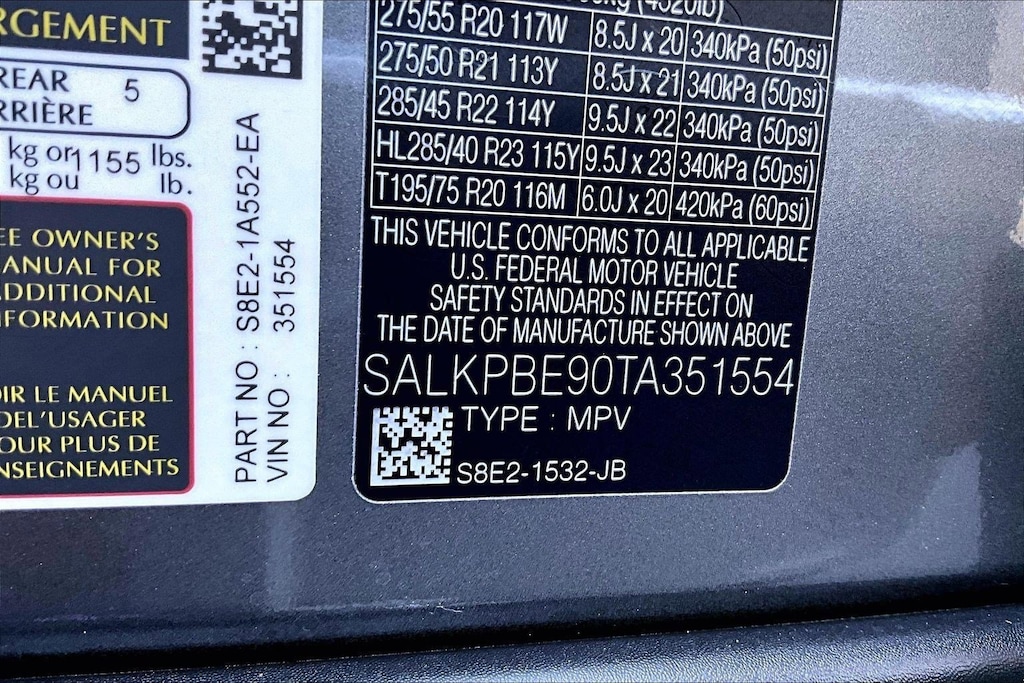 RGEMENT
REAR 5
RRIÈRE
kg or 1155 lbs.
kg ou lb.
EE OWNER'S
ANUAL FOR
DDITIONAL
FORMATION
OIR LE MANUEL
DEL'USAGER
OUR PLUS DE
NSEIGNEMENTS
PART NO : S8E2-1A552-EA
VIN NO : 351554
kg (4520lb)
275/55 R20 117W 8.5J x 20 340kPa (50psi)
275/50 R21 113Y 8.5J x 21 340kPa (50psi)
285/45 R22 114Y 9.5J x 22 340kPa (50psi)
HL285/40 R23 115Y 9.5J x 23 340kPa (50psi)
T195/75 R20 116M 6.0J x 20 420kPa (60psi)
THIS VEHICLE CONFORMS TO ALL APPLICABLE
U.S. FEDERAL MOTOR VEHICLE
SAFETY STANDARDS IN EFFECT ON
THE DATE OF MANUFACTURE SHOWN ABOVE
SALKPBE90TA351554
TYPE : MPV
S8E2-1532-JB